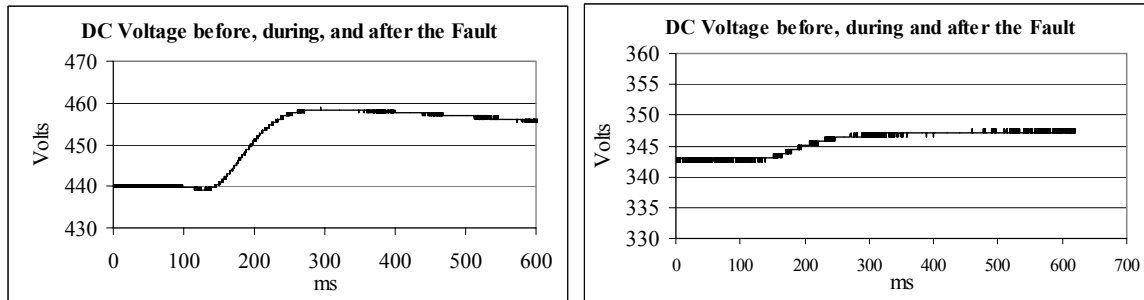 DC Voltage before, during, and after the Fault
470
460
450
440
430
Volts
0 100 200 300 400 500 600
ms
DC Voltage before, during and after the Fault
360
355
350
345
340
335
330
Volts
0 100 200 300 400 500 600 700
ms